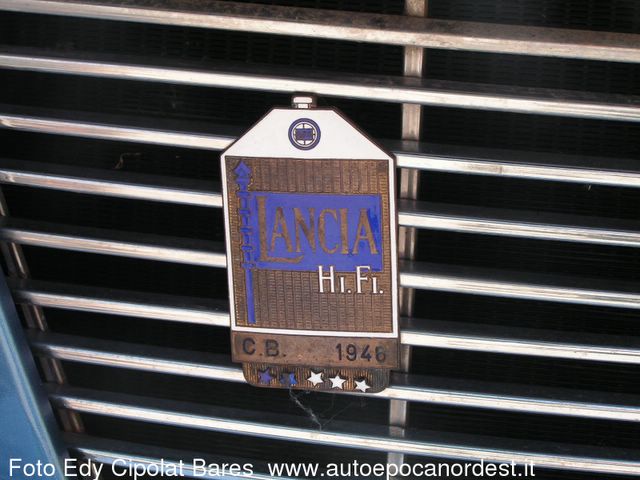 LANCIA
HI.FI.
C.B. 1946
Foto Edy Cipolat Bares www.autoepocanordest.it